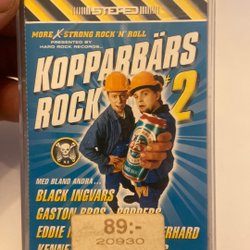 STEREO
MORE X STRONG ROCK 'N' ROLL
PRESENTED BY
HARD ROCK RECORDS...
KOPPARBÄRS
ROCK #2
MED BLAND ANDRA...
BLACK INGVARS
GASTON BROS
EDDIE
KENNE
89:-
20930